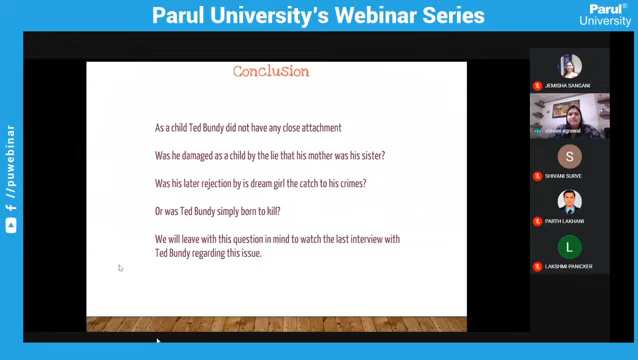 Parul University's Webinar Series
Parul®
University
Conclusion
As a child Ted Bundy did not have any close attachment
Was he damaged as a child by the lie that his mother was his sister?
Was his later rejection by is dream girl the catch to his crimes?
Or was Ted Bundy simply born to kill?
We will leave with this question in mind to watch the last interview with
Ted Bundy regarding this issue.
JEMISHA SANGANI
shivani agrawal
S
SHIVANI SURVE
PARTH LAKHANI
L
LAKSHMI PANICKER
f //puwebinar